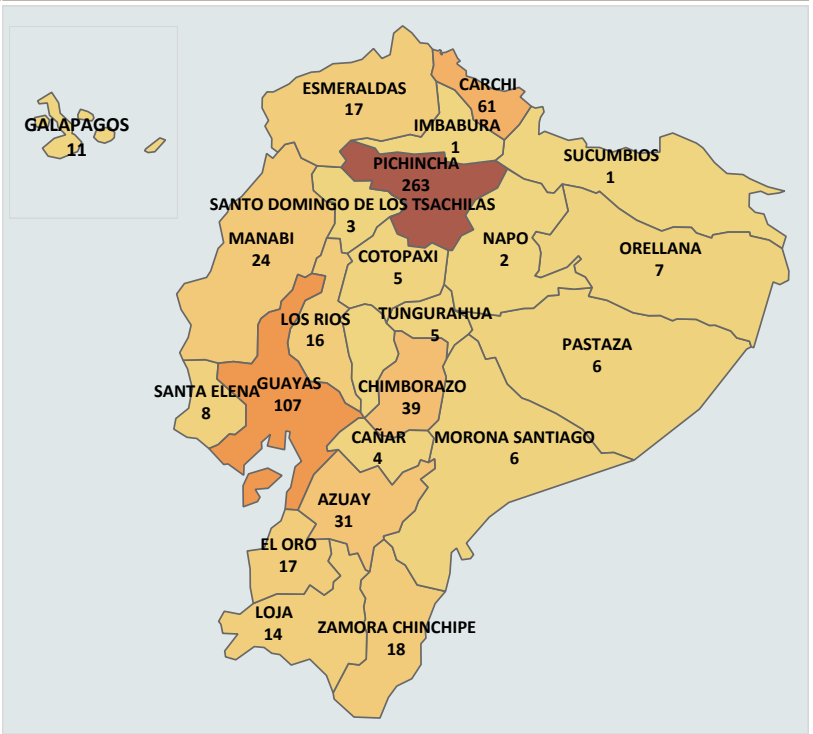 ESMERALDAS
17
CARCHI
61
GALAPAGOS
11
IMBABURA
1
SUCUMBIOS
1
PICHINCHA
263
SANTO DOMINGO DE LOS TSACHILAS
3
MANABI
24
NAPO
2
ORELLANA
7
COTOPAXI
5
LOS RIOS
16
TUNGURAHUA
5
PASTAZA
6
SANTA ELENA
8
GUAYAS
107
CHIMBORAZO
39
CAÑAR
4
MORONA SANTIAGO
6
AZUAY
31
EL ORO
17
LOJA
14
ZAMORA CHINCHIPE
18